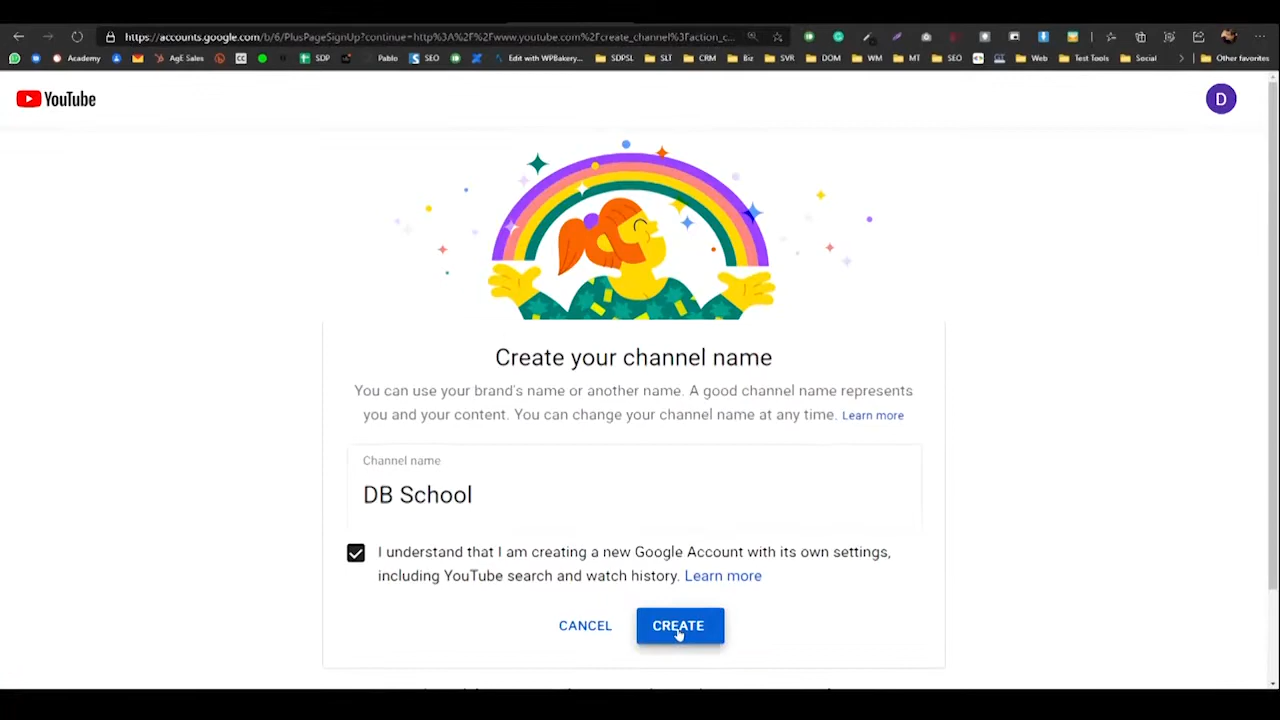 https://accounts.google.com/b/6/PlusPageSignUp?continue=http%3A%2F%2Fwww.youtube.com%2Fcreate_channel%3Faction_c...
Academy AgE Sales CC SDP Pablo SEO Edit with WPBakery... SDPSL SLT CRM Biz SVR DOM WM MT SEO Web Test Tools Social Other favorites
YouTube
D
Create your channel name
You can use your brand's name or another name. A good channel name represents
you and your content. You can change your channel name at any time. Learn more
Channel name
DB School
I understand that I am creating a new Google Account with its own settings,
including YouTube search and watch history. Learn more
CANCEL CREATE